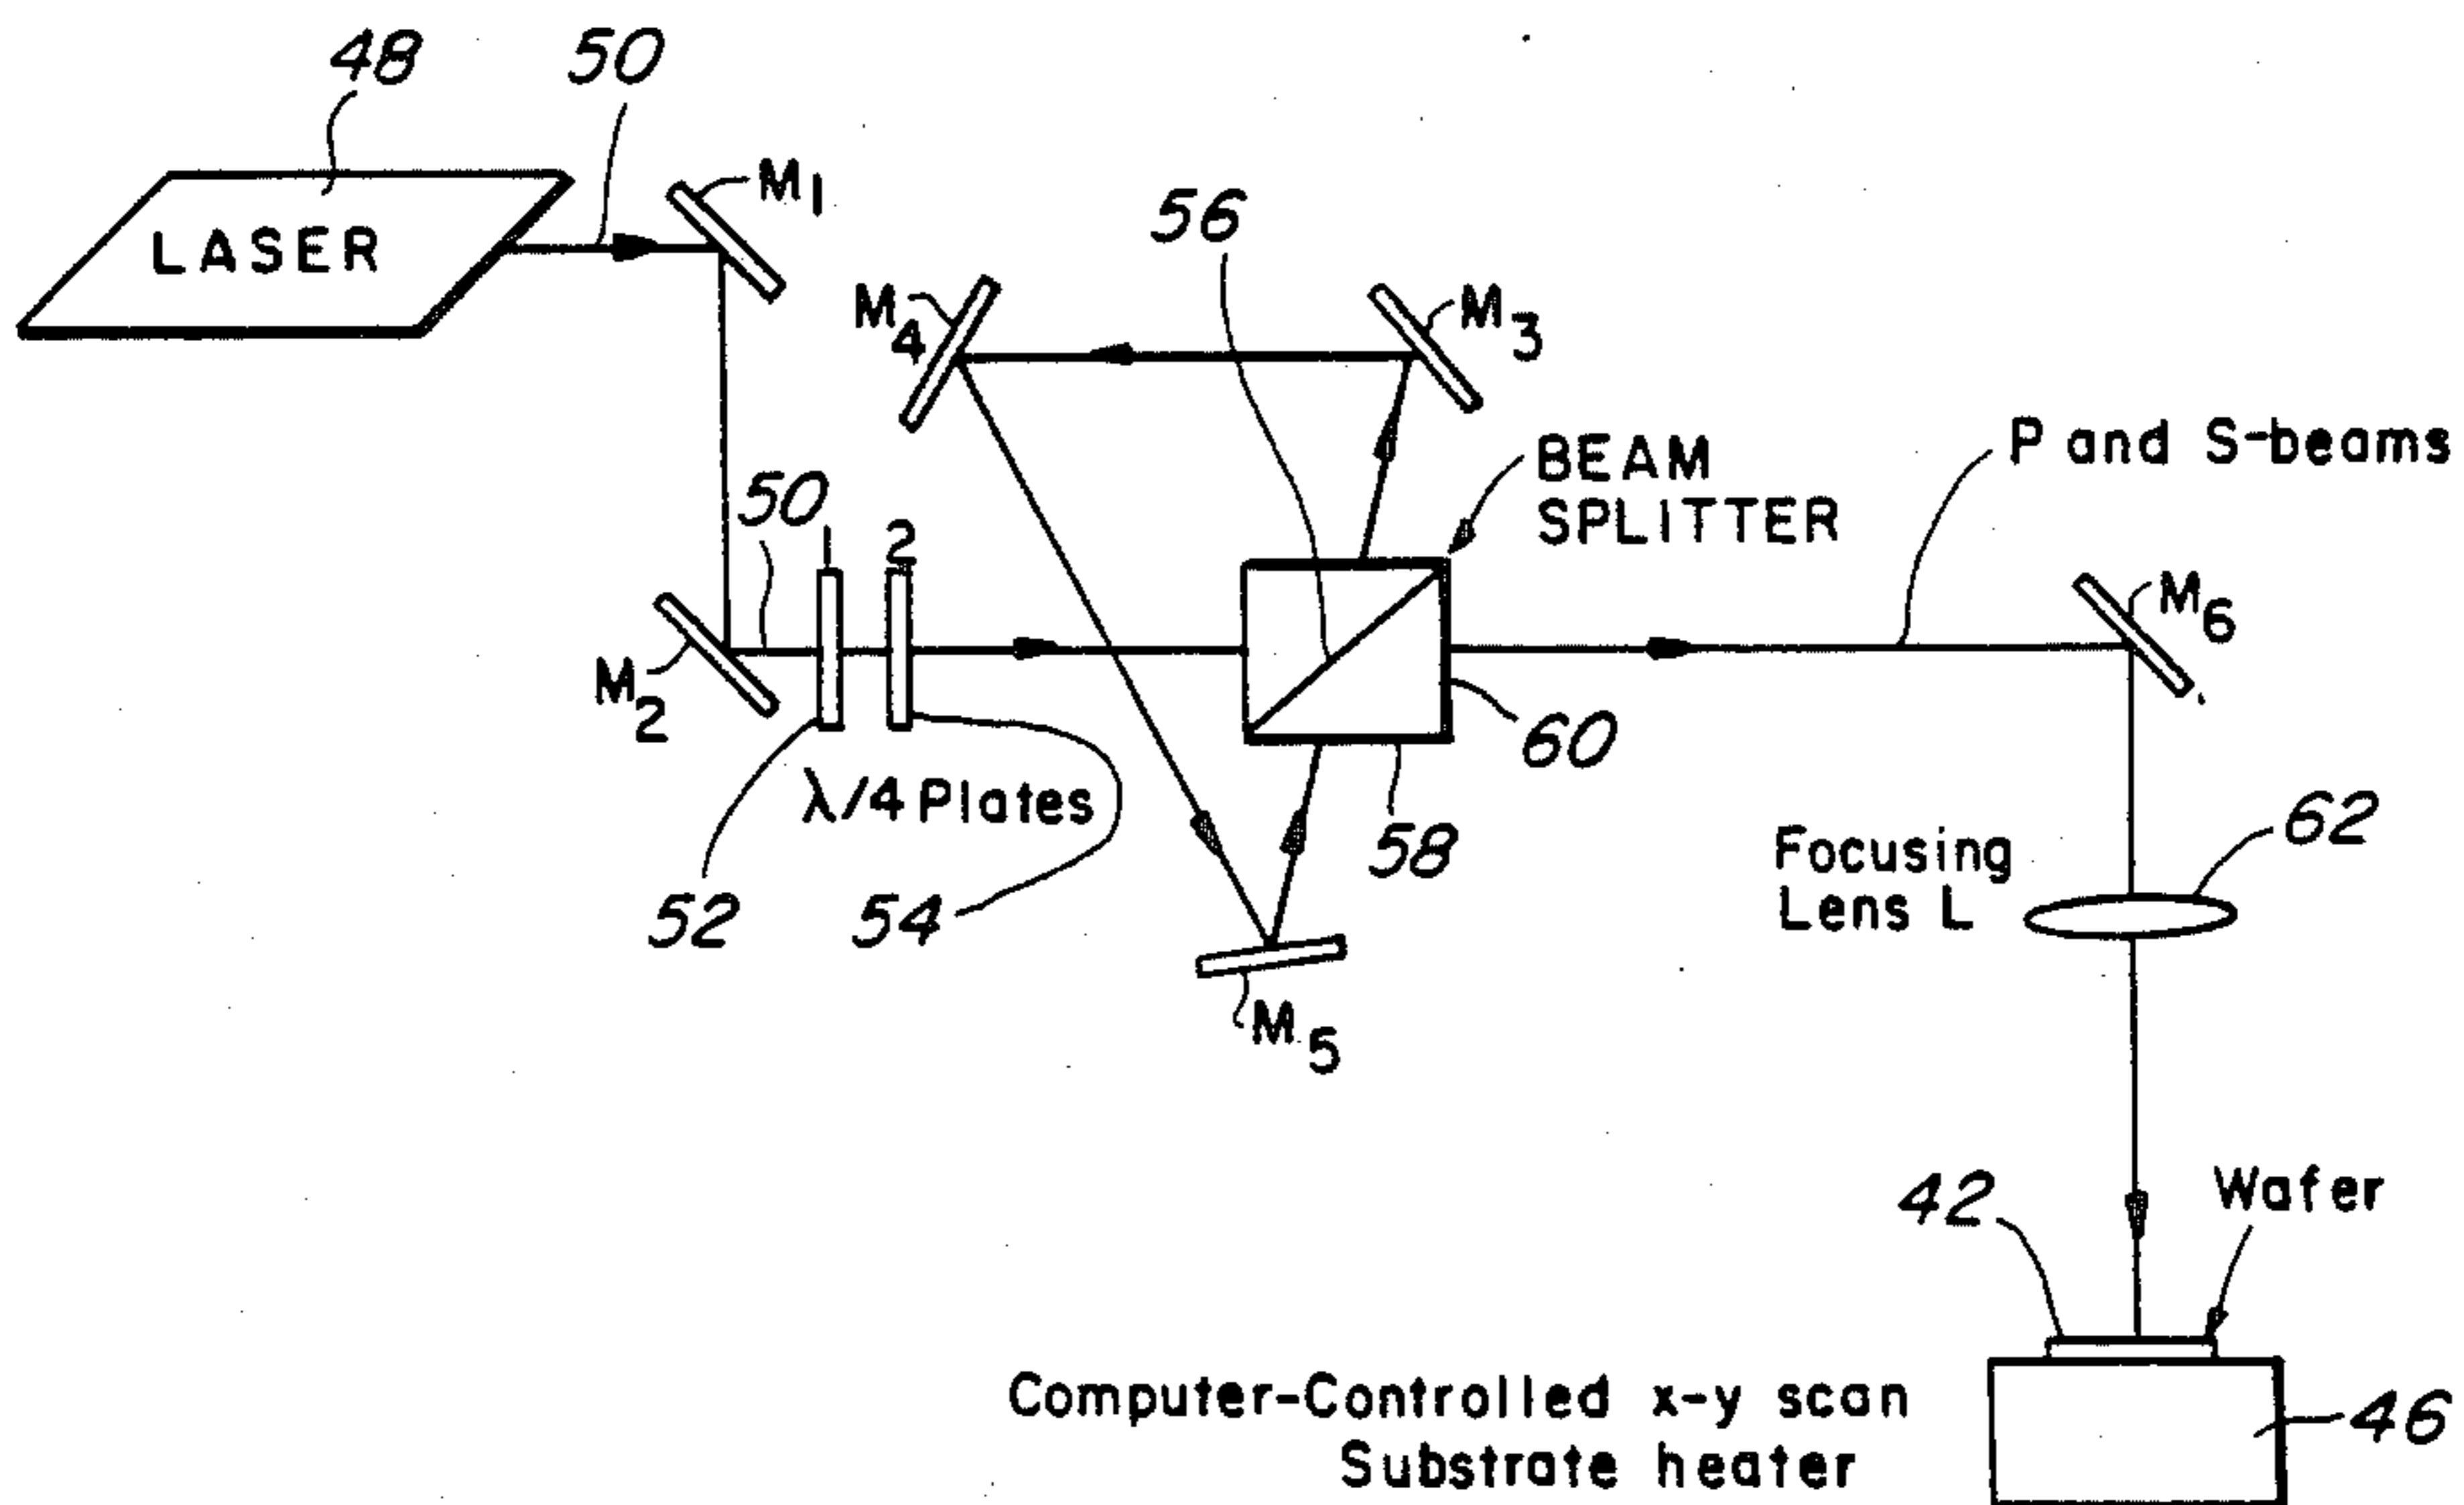 48
50
LASER
M1
56
M4
M3
P and S-beams
BEAM
SPLITTER
50
1
2
M6
M2
60
λ/4 Plates
58
62
Focusing
Lens L
52
54
M5
42
Wafer
Computer-Controlled x-y scan
Substrate heater
46